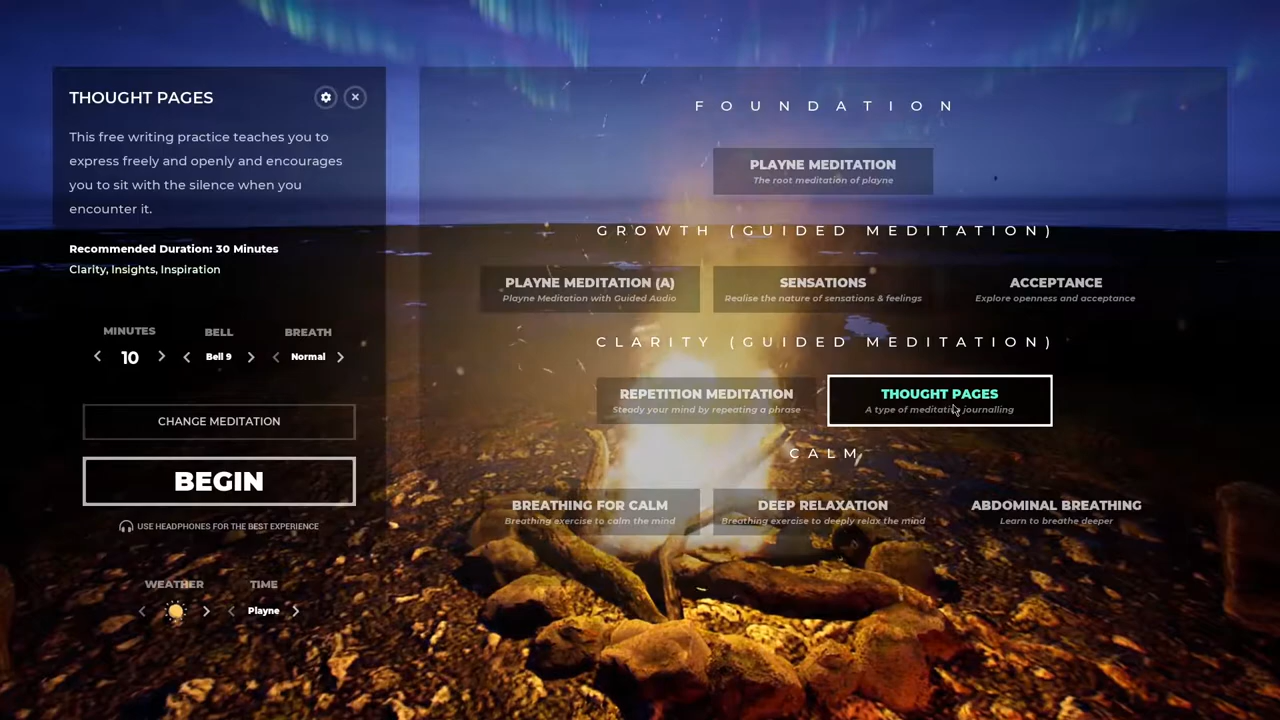 THOUGHT PAGES
This free writing practice teaches you to
express freely and openly and encourages
you to sit with the silence when you
encounter it.
Recommended Duration: 30 Minutes
Clarity, Insights, Inspiration
MINUTES BELL BREATH
10 Bell 9 Normal
CHANGE MEDITATION
BEGIN
USE HEADPHONES FOR THE BEST EXPERIENCE
WEATHER TIME
Playne
FOUNDATION
PLAYNE MEDITATION
The root meditation of playne
GROWTH (GUIDED MEDITATION)
PLAYNE MEDITATION (A)
Playne Meditation with Guided Audio
SENSATIONS
Realise the nature of sensations & feelings
ACCEPTANCE
Explore openness and acceptance
CLARITY (GUIDED MEDITATION)
REPETITION MEDITATION
Steady your mind by repeating a phrase
THOUGHT PAGES
A type of meditative journalling
CALM
BREATHING FOR CALM
Breathing exercise to calm the mind
DEEP RELAXATION
Breathing exercise to deeply relax the mind
ABDOMINAL BREATHING
Learn to breathe deeper